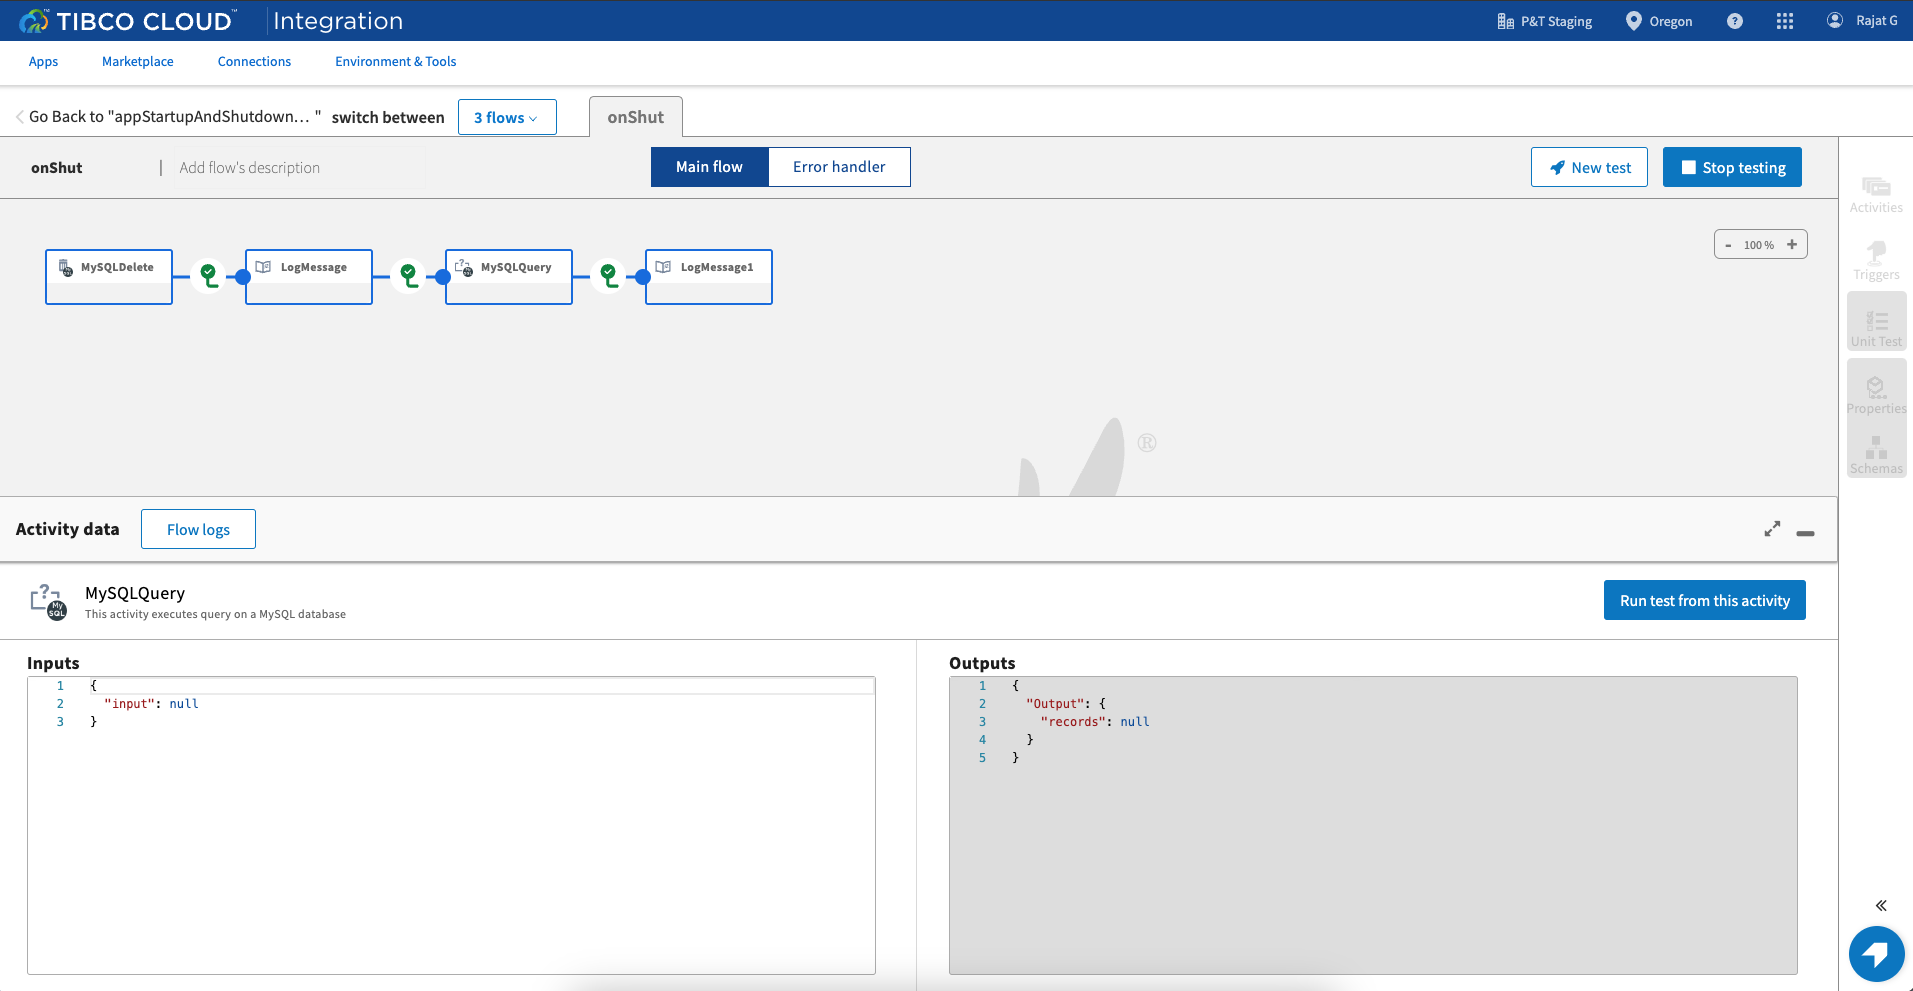 TIBCO CLOUD™ Integration
P&T Staging
Oregon
?
Rajat G
Apps
Marketplace
Connections
Environment & Tools
Go Back to "appStartupAndShutdown... "
switch between
3 flows
onShut
onShut
Add flow's description
Main flow
Error handler
New test
Stop testing
MySQLDelete
LogMessage
MySQLQuery
LogMessage1
- 100 % +
Activities
Triggers
Unit Test
Properties
Schemas
®
Activity data
Flow logs
MySQLQuery
This activity executes query on a MySQL database
Run test from this activity
Inputs
1 {
2 "input": null
3 }
Outputs
1 {
2 "Output": {
3 "records": null
4 }
5 }